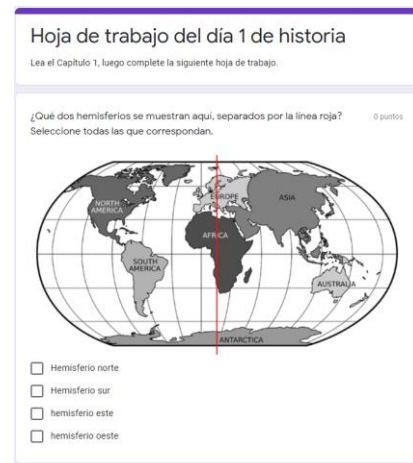 Hoja de trabajo del día 1 de historia
Lea el Capítulo 1, luego complete la siguiente hoja de trabajo.
¿Qué dos hemisferios se muestran aquí, separados por la línea roja?
0 puntos
Seleccione todas las que correspondan.
NORTH
AMERICA
EUROPE
ASIA
AFRICA
SOUTH
AMERICA
AUSTRALIA
ANTARCTICA
Hemisferio norte
Hemisferio sur
hemisferio este
hemisferio oeste